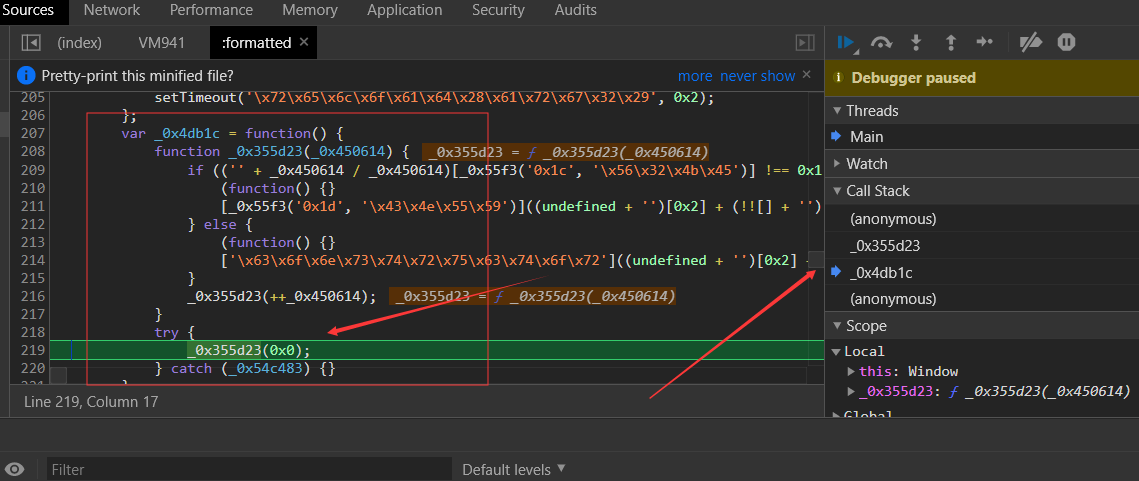 Sources Network Performance Memory Application Security Audits
(index) VM941 :formatted ×
Pretty-print this minified file? more never show ×
205 setTimeout('\x72\x65\x6c\x6f\x61\x64\x28\x61\x72\x67\x32\x29', 0x2);
206 };
207 var _0x4db1c = function() {
208 function _0x355d23(_0x450614) { _0x355d23 = ƒ _0x355d23(_0x450614)
209 if (('' + _0x450614 / _0x450614)[_0x55f3('0x1c', '\x56\x32\x4b\x45')] !== 0x1
210 (function() {}
211 [_0x55f3('0x1d', '\x43\x4e\x55\x59')]((undefined + '')[0x2] + (!![] + '')
212 } else {
213 (function() {}
214 ['\x63\x6f\x6e\x73\x74\x72\x75\x63\x74\x6f\x72']((undefined + '')[0x2] +
215 }
216 _0x355d23(++_0x450614); _0x355d23 = ƒ _0x355d23(_0x450614)
217 }
218 try {
219 _0x355d23(0x0);
220 } catch (_0x54c483) {}
Line 219, Column 17
Debugger paused
Threads
Main
Watch
Call Stack
(anonymous)
_0x355d23
_0x4db1c
(anonymous)
Scope
Local
this: Window
_0x355d23: ƒ _0x355d23(_0x450614)
Global
Filter Default levels ▼